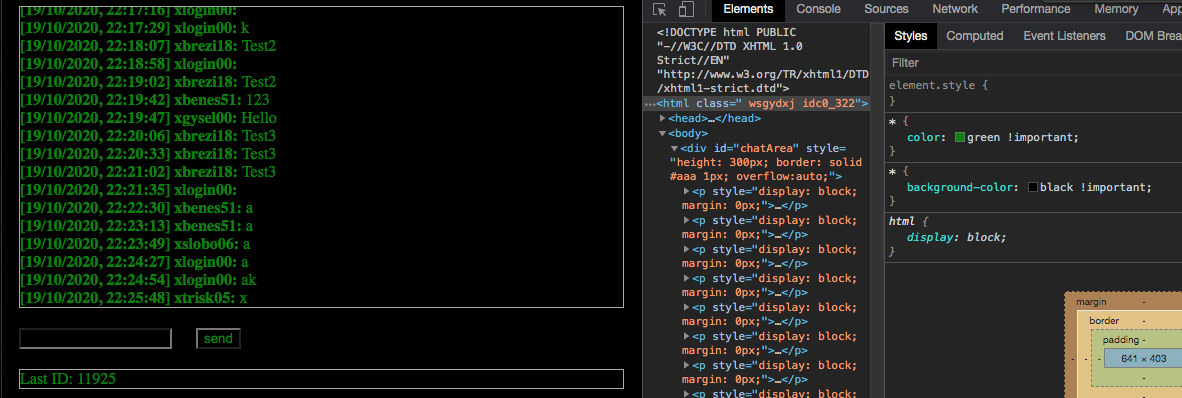 [19/10/2020, 22:17:16] xlogin00:
[19/10/2020, 22:17:29] xlogin00: k
[19/10/2020, 22:18:07] xbrezi18: Test2
[19/10/2020, 22:18:58] xlogin00:
[19/10/2020, 22:19:02] xbrezi18: Test2
[19/10/2020, 22:19:42] xbenes51: 123
[19/10/2020, 22:19:47] xgysel00: Hello
[19/10/2020, 22:20:06] xbrezi18: Test3
[19/10/2020, 22:20:33] xbrezi18: Test3
[19/10/2020, 22:21:02] xbrezi18: Test3
[19/10/2020, 22:21:35] xlogin00:
[19/10/2020, 22:22:30] xbenes51: a
[19/10/2020, 22:23:13] xbenes51: a
[19/10/2020, 22:23:49] xslobo06: a
[19/10/2020, 22:24:27] xlogin00: a
[19/10/2020, 22:24:54] xlogin00: ak
[19/10/2020, 22:25:48] xtrisk05: x
send
Last ID: 11925
Elements Console Sources Network Performance Memory App
<!DOCTYPE html PUBLIC
"-//W3C//DTD XHTML 1.0
Strict//EN"
"http://www.w3.org/TR/xhtml1/DTD
/xhtml1-strict.dtd">
…<html class=" wsgydxj idc0_322">
<head>…</head>
<body>
<div id="chatArea" style=
"height: 300px; border: solid
#aaa 1px; overflow:auto;">
<p style="display: block;
margin: 0px;">…</p>
<p style="display: block;
margin: 0px;">…</p>
<p style="display: block;
margin: 0px;">…</p>
<p style="display: block;
margin: 0px;">…</p>
<p style="display: block;
margin: 0px;">…</p>
<p style="display: block;
margin: 0px;">…</p>
<p style="display: block;
margin: 0px;">…</p>
<p style="display: block;
Styles Computed Event Listeners DOM Brea
Filter
element.style {
}
* {
color: green !important;
}
* {
background-color: black !important;
}
html {
display: block;
}
margin -
border -
padding -
- - - 641 × 403
-
-